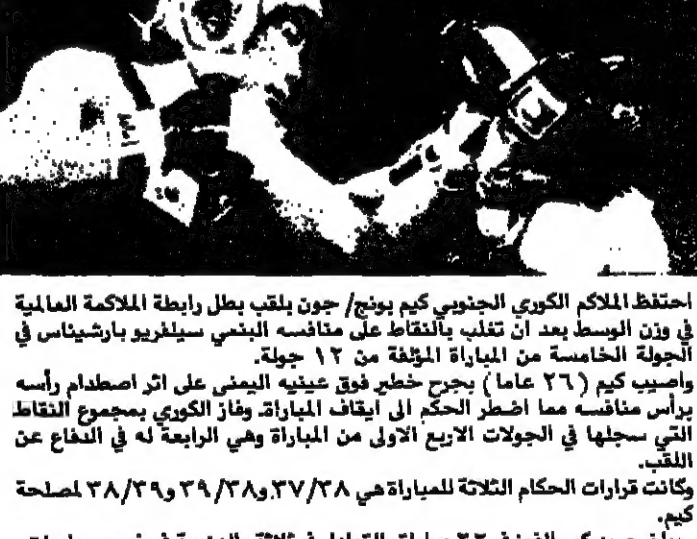 احتفظ الملاكم الكوري الجنوبي كيم يونج/ جون بلقب بطل رابطة الملاكمة العالمية
في وزن الوسط بعد ان تغلب بالنقاط على منافسه البنمي سيلفريو بارشيناس في
الجولة الخامسة من المباراة المؤلفة من ١٢ جولة.
واصيب كيم (٢٦ عاما) بجرح خطير فوق عينيه اليمنى على اثر اصطدام رأسه
برأس منافسه مما اضطر الحكم الى ايقاف المباراة. وفاز الكوري بمجموع النقاط
التي سجلها في الجولات الاربع الاولى من المباراة وهي الرابعة له في الدفاع عن
اللقب.
وكانت قرارات الحكام الثلاثة للمباراة هي ٣٧/٣٨ و٣٩/٣٨ و٣٨/٣٩ لمصلحة
كيم.